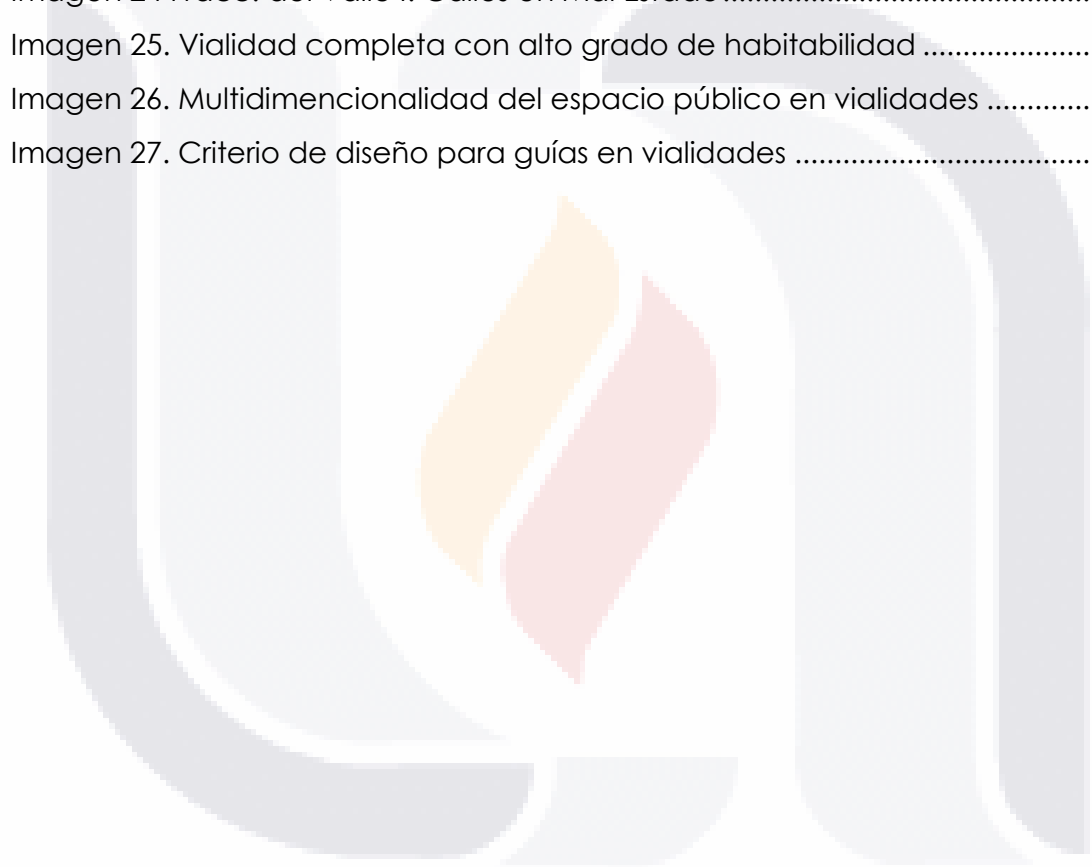 Imagen 25. Vialidad completa con alto grado de habitabilidad ......................
Imagen 26. Multidimencionalidad del espacio público en vialidades .............
Imagen 27. Criterio de diseño para guías en vialidades ...................................